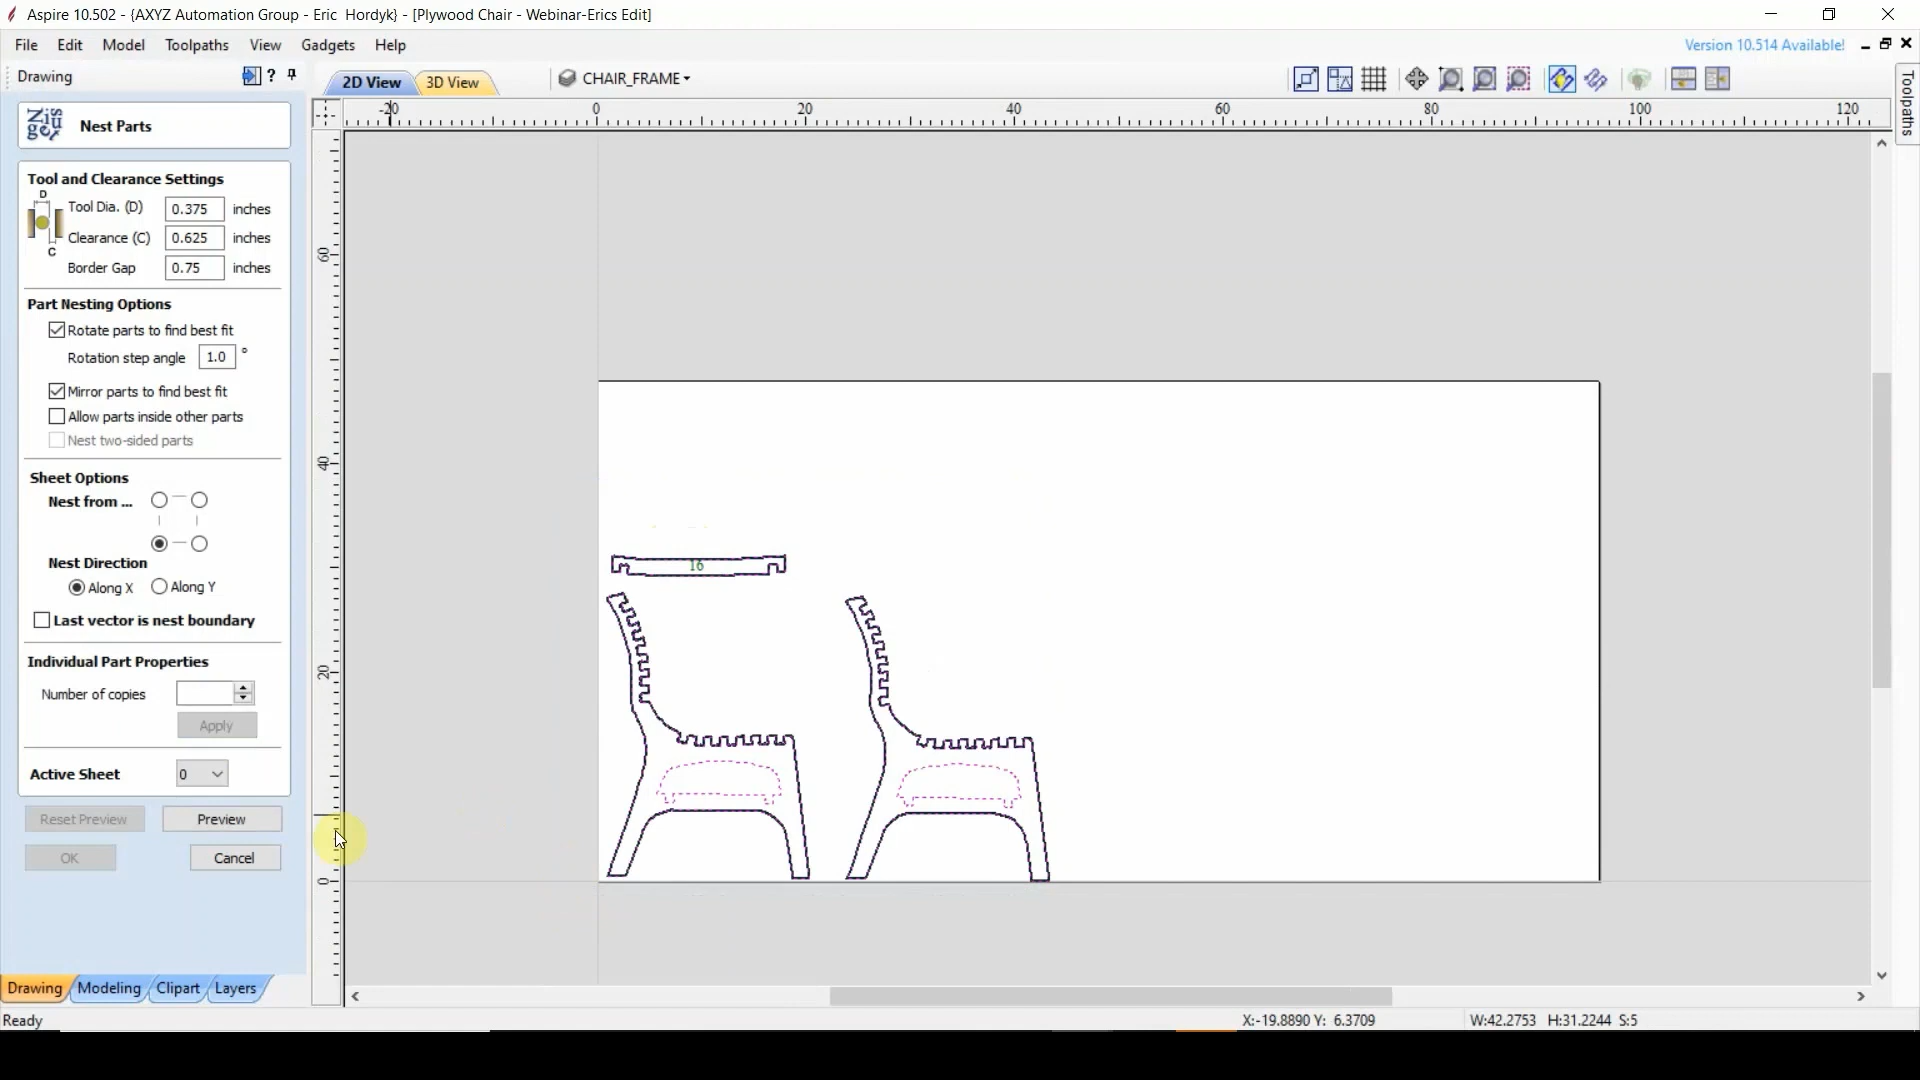 Aspire 10.502 - {AXYZ Automation Group - Eric Hordyk} - [Plywood Chair - Webinar-Erics Edit]
File Edit Model Toolpaths View Gadgets Help
Version 10.514 Available!
Drawing
2D View 3D View CHAIR_FRAME
Toolpaths
-20 0 20 40 60 80 100 120
Nest Parts
Tool and Clearance Settings
D
Tool Dia. (D) 0.375 inches
Clearance (C) 0.625 inches
C
Border Gap 0.75 inches
Part Nesting Options
Rotate parts to find best fit
Rotation step angle 1.0 °
Mirror parts to find best fit
Allow parts inside other parts
Nest two-sided parts
Sheet Options
Nest from ...
Nest Direction
Along X Along Y
Last vector is nest boundary
Individual Part Properties
Number of copies
Apply
Active Sheet 0
Reset Preview Preview
OK Cancel
60
40
20
0
16
Drawing Modeling Clipart Layers
Ready
X:-19.8890 Y: 6.3709
W:42.2753 H:31.2244 S:5